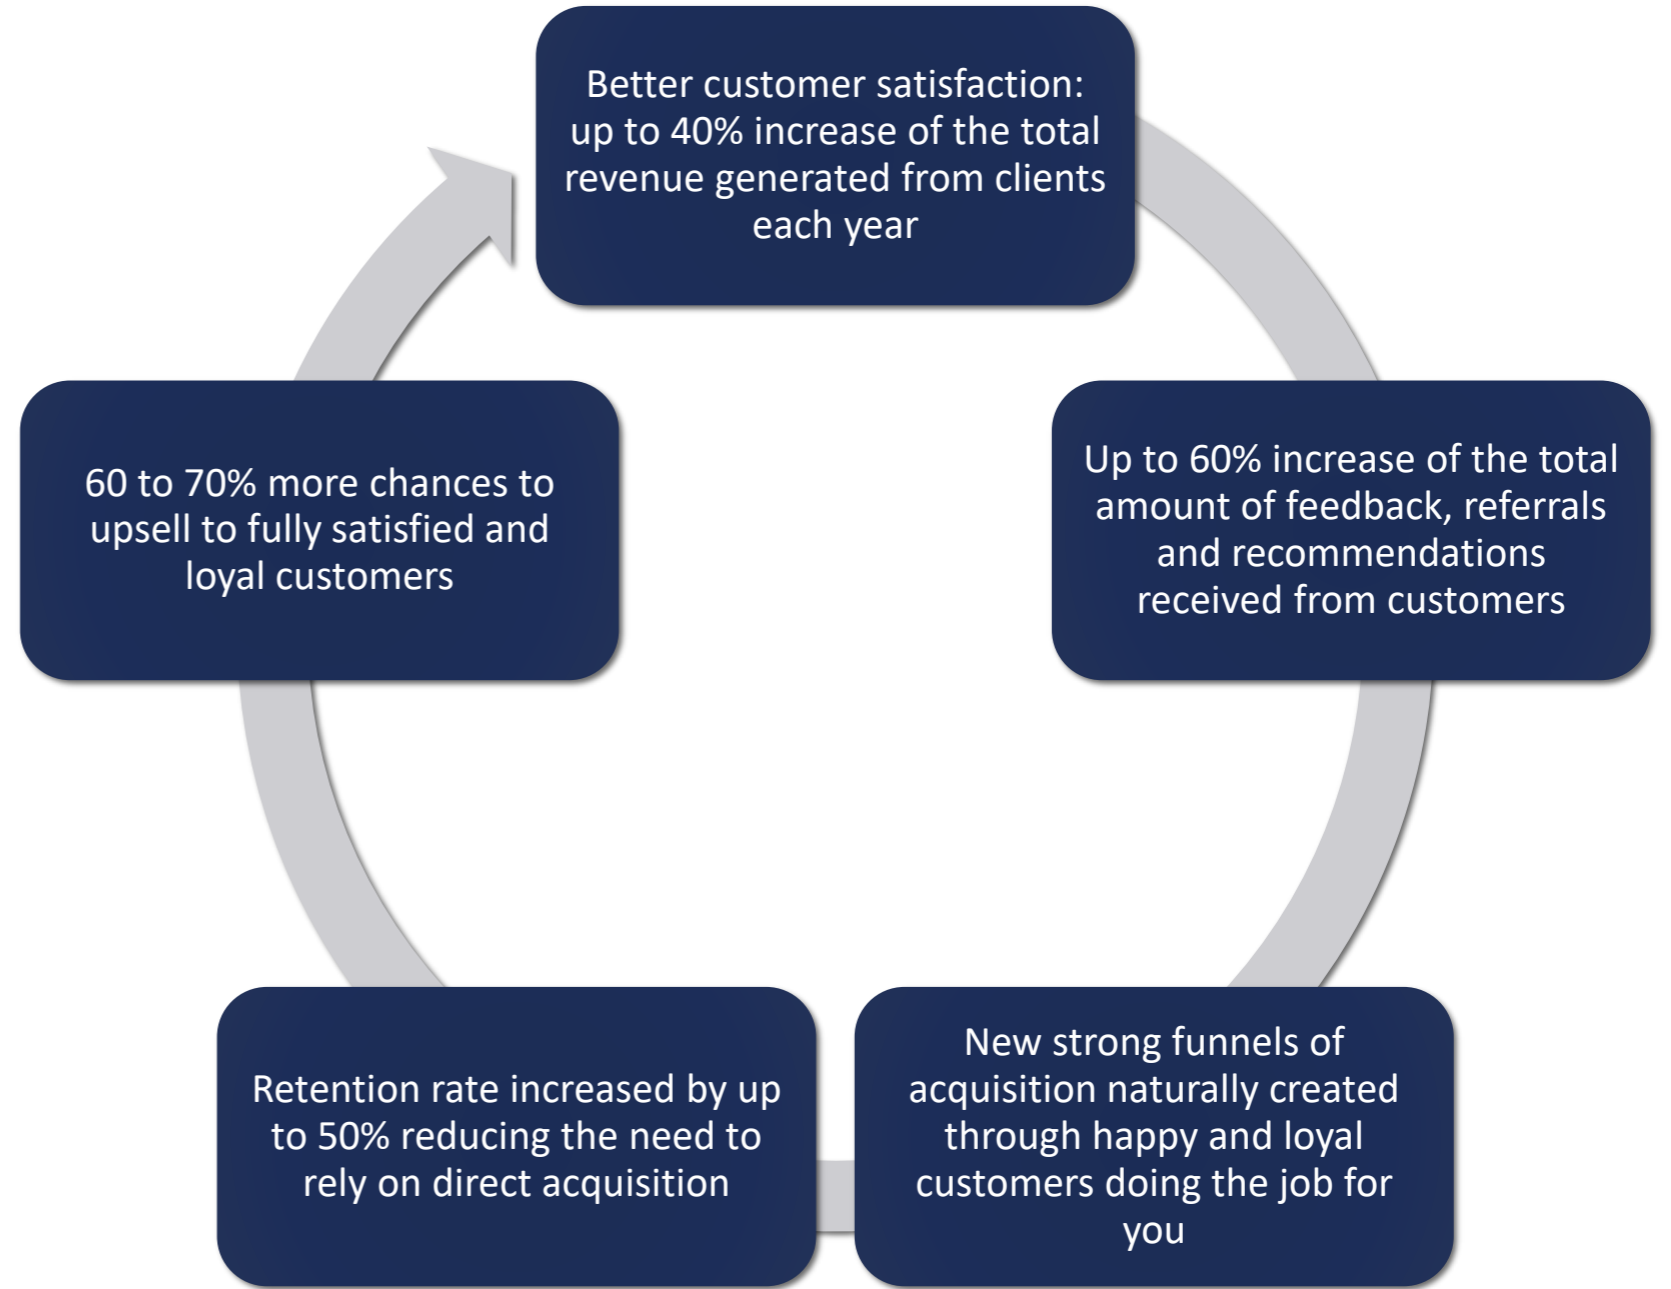 Better customer satisfaction:
up to 40% increase of the total
revenue generated from clients
each year
Up to 60% increase of the total
amount of feedback, referrals
and recommendations
received from customers
New strong funnels of
acquisition naturally created
through happy and loyal
customers doing the job for
you
Retention rate increased by up
to 50% reducing the need to
rely on direct acquisition
60 to 70% more chances to
upsell to fully satisfied and
loyal customers